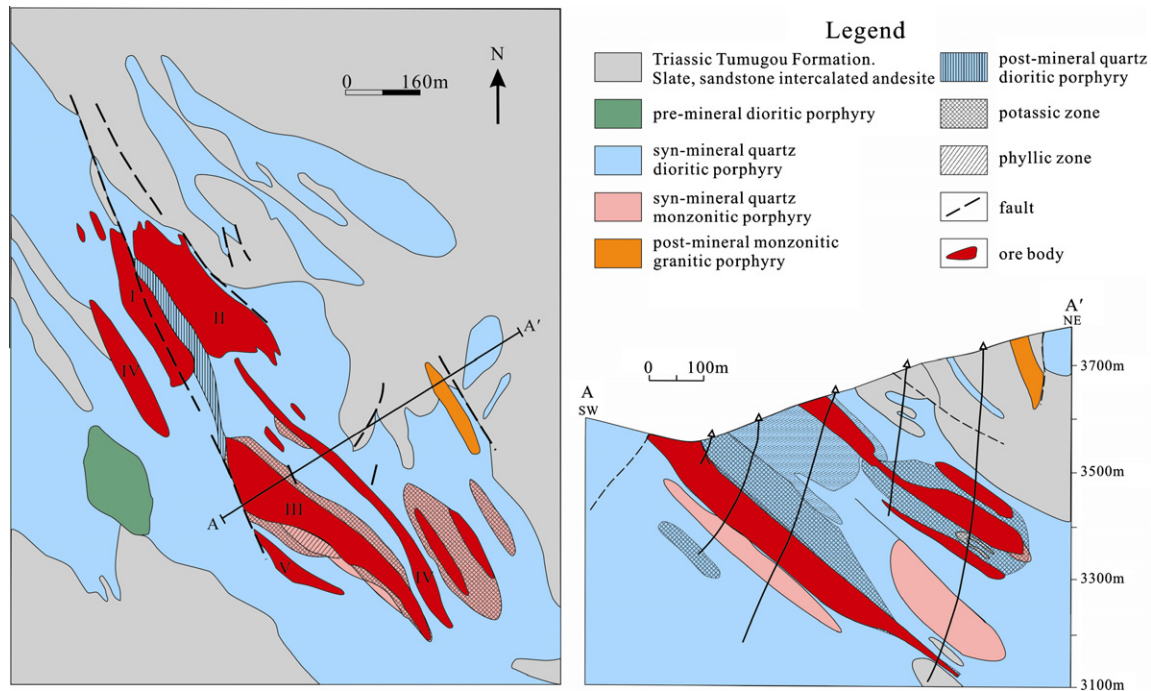 0 160m
N
I
II
IV
A'
A
III
V
IV
Legend
Triassic Tumugou Formation.
Slate, sandstone intercalated andesite
pre-mineral dioritic porphyry
syn-mineral quartz
dioritic porphyry
syn-mineral quartz
monzonitic porphyry
post-mineral monzonitic
granitic porphyry
post-mineral quartz
dioritic porphyry
potassic zone
phyllic zone
fault
ore body
A'
NE
0 100m
A
SW
3700m
3500m
3300m
3100m